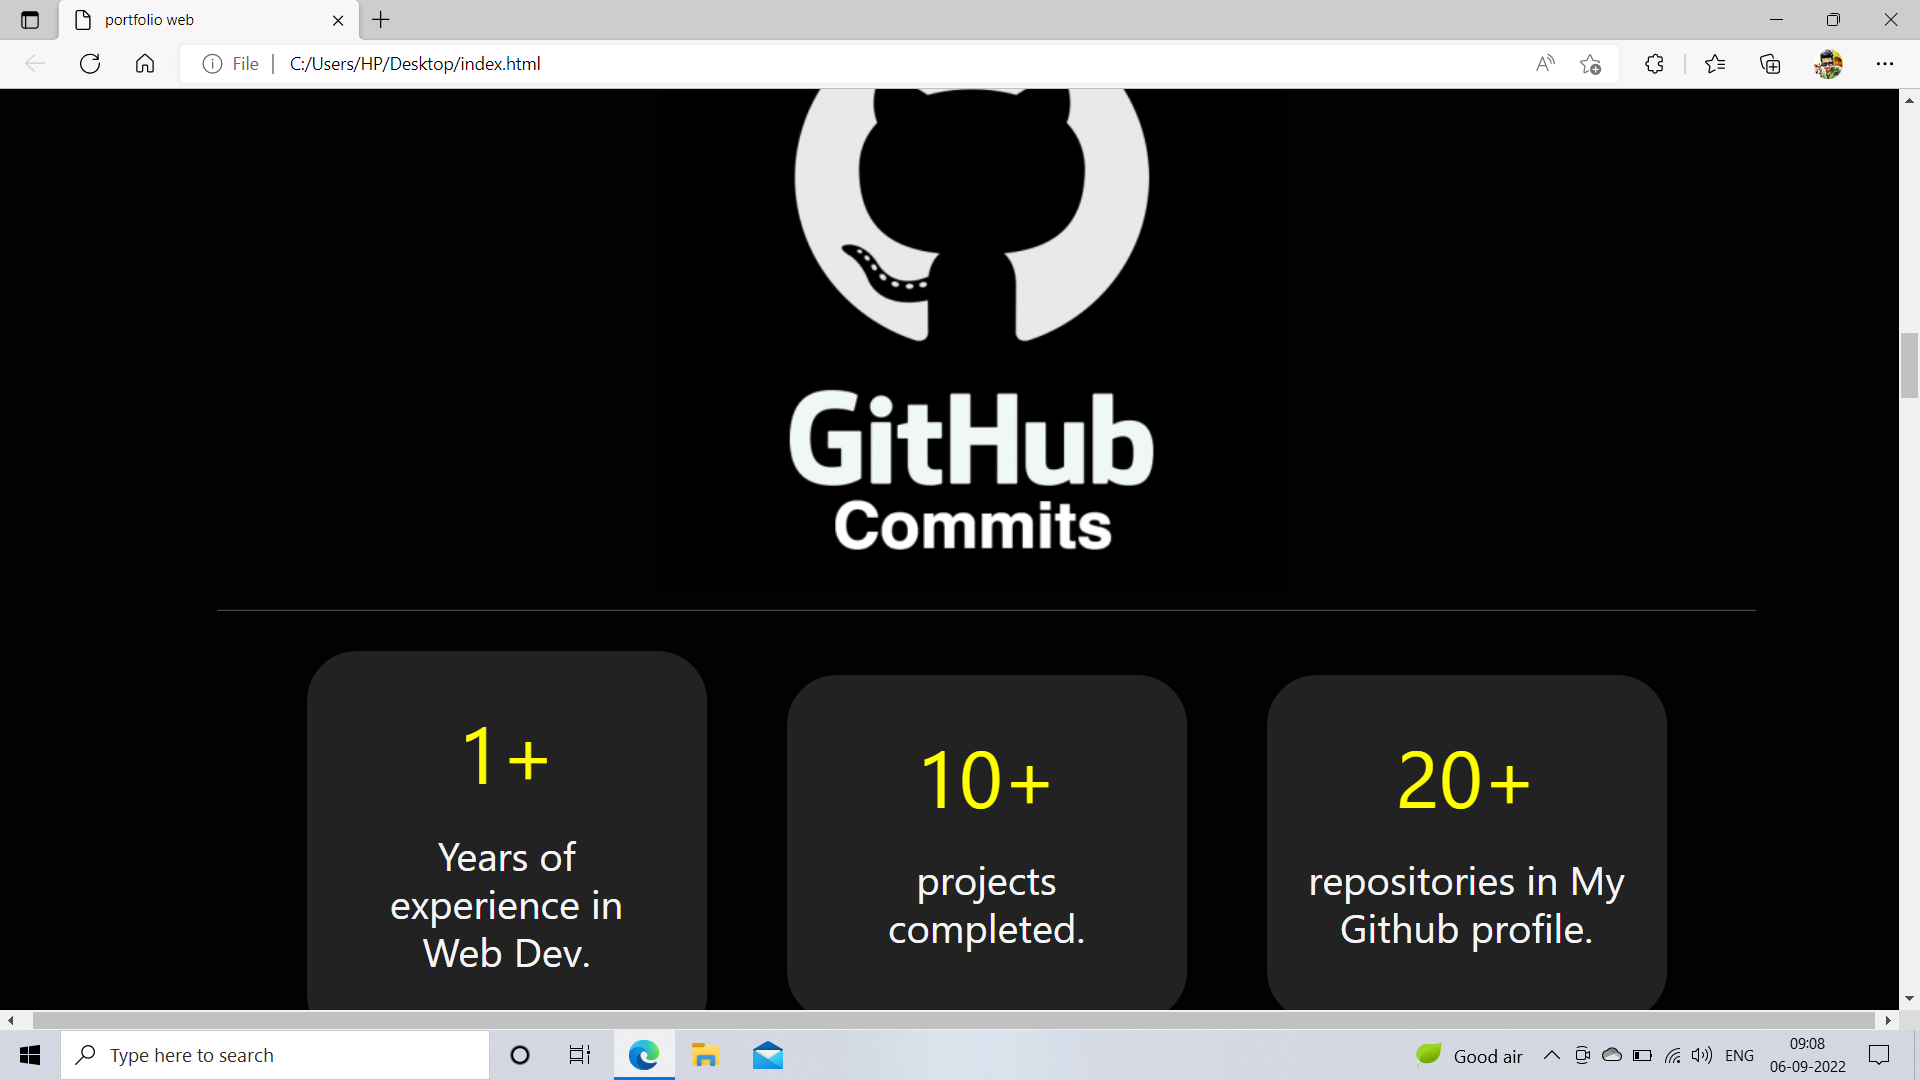 portfolio web
File
C:/Users/HP/Desktop/index.html
GitHub
Commits
1+
Years of
experience in
Web Dev.
10+
projects
completed.
20+
repositories in My
Github profile.
Type here to search
Good air
ENG
09:08
06-09-2022